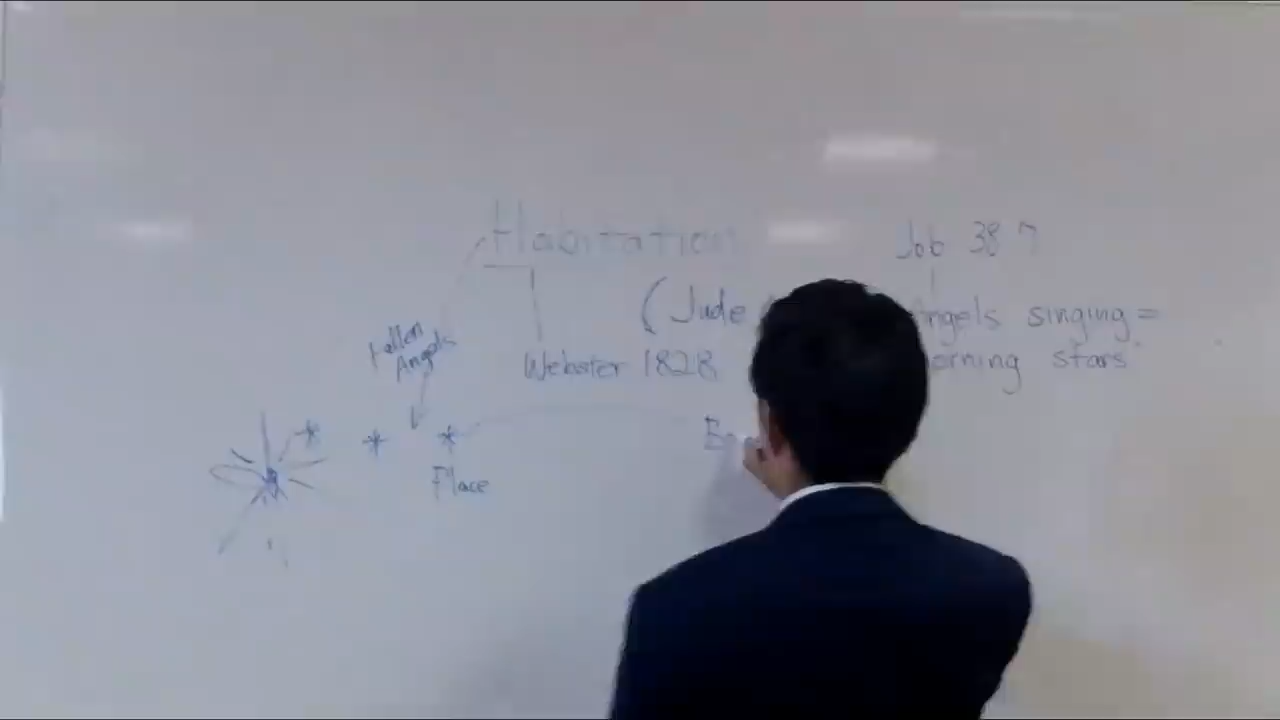 Habitation
Job 38 7
(Jude
Angels singing =
Fallen
Angels
Webster 1828
morning stars
Place